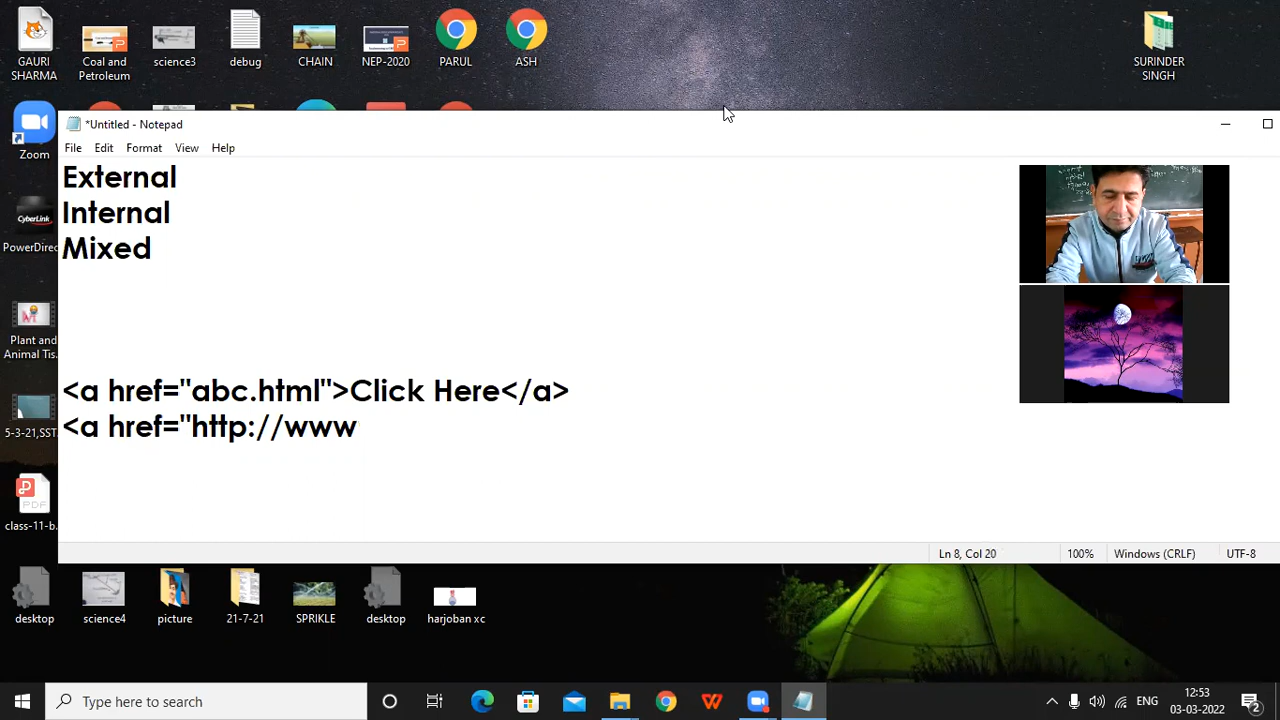 GAURI SHARMA
Coal and Petroleum
science3
debug
CHAIN
NEP-2020
PARUL
ASH
SURINDER SINGH
Zoom
*Untitled - Notepad
File Edit Format View Help
External
Internal
Mixed
<a href="abc.html">Click Here</a>
<a href="http://www
CyberLink
PowerDirec
Plant and Animal Tis.
5-3-21,SST.
PDF
class-11-b.
Ln 8, Col 20 100% Windows (CRLF) UTF-8
desktop
science4
picture
21-7-21
SPRIKLE
desktop
harjoban xc
Type here to search
ENG
12:53
03-03-2022
2